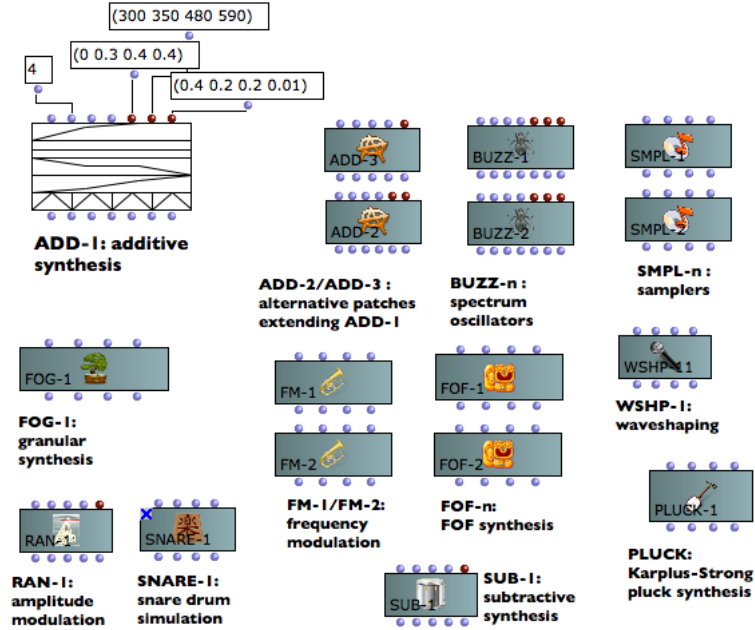 (300 350 480 590)
(0 0.3 0.4 0.4)
4
(0.4 0.2 0.2 0.01)
ADD-1: additive
synthesis
ADD-3
ADD-2
ADD-2/ADD-3 :
alternative patches
extending ADD-1
BUZZ-1
BUZZ-2
BUZZ-n :
spectrum
oscillators
SMPL-1
SMPL-2
SMPL-n :
samplers
FOG-1
FOG-1:
granular
synthesis
FM-1
FM-2
FM-1/FM-2:
frequency
modulation
FOF-1
FOF-2
FOF-n:
FOF synthesis
WSHP-11
WSHP-1:
waveshaping
RAN-1
RAN-1:
amplitude
modulation
SNARE-1
SNARE-1:
snare drum
simulation
SUB-1
SUB-1:
subtractive
synthesis
PLUCK-1
PLUCK:
Karplus-Strong
pluck synthesis